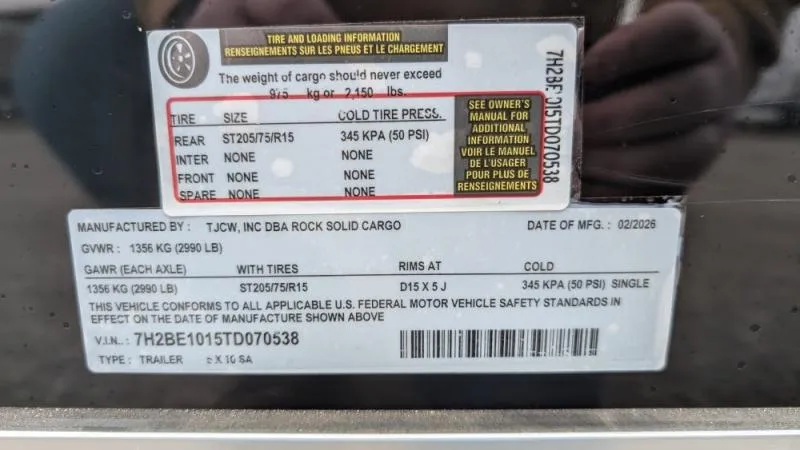 TIRE AND LOADING INFORMATION
RENSEIGNEMENTS SUR LES PNEUS ET LE CHARGEMENT
The weight of cargo should never exceed
975 kg or 2,150 lbs.
TIRE SIZE COLD TIRE PRESS.
REAR ST205/75/R15 345 KPA (50 PSI)
INTER NONE NONE
FRONT NONE NONE
SPARE NONE NONE
SEE OWNER'S
MANUAL FOR
ADDITIONAL
INFORMATION
VOIR LE MANUEL
DE L'USAGER
POUR PLUS DE
RENSEIGNEMENTS
7H2BE1015TD070538
MANUFACTURED BY : TJCW, INC DBA ROCK SOLID CARGO DATE OF MFG. : 02/2026
GVWR : 1356 KG (2990 LB)
GAWR (EACH AXLE) WITH TIRES RIMS AT COLD
1356 KG (2990 LB) ST205/75/R15 D15 X 5 J 345 KPA (50 PSI) SINGLE
THIS VEHICLE CONFORMS TO ALL APPLICABLE U.S. FEDERAL MOTOR VEHICLE SAFETY STANDARDS IN
EFFECT ON THE DATE OF MANUFACTURE SHOWN ABOVE
V.I.N.. : 7H2BE1015TD070538
TYPE : TRAILER X 10 SA